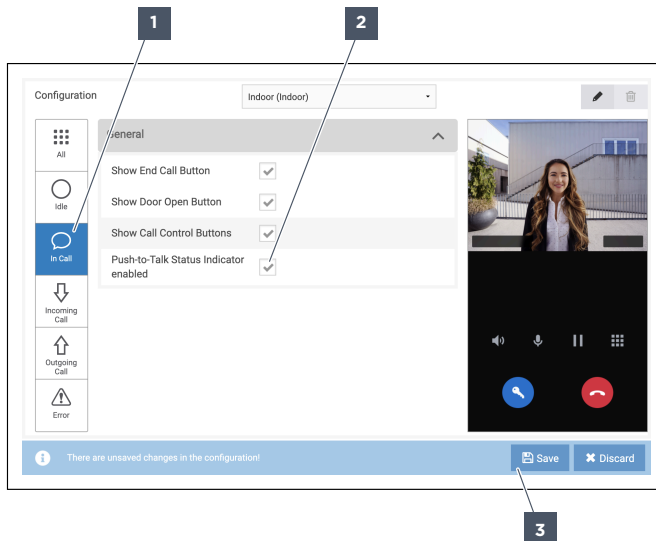 1
2
Configuration
Indoor (Indoor)
All
General
Show End Call Button
Idle
Show Door Open Button
Show Call Control Buttons
In Call
Push-to-Talk Status Indicator
enabled
Incoming
Call
Outgoing
Call
Error
There are unsaved changes in the configuration!
Save
Discard
3